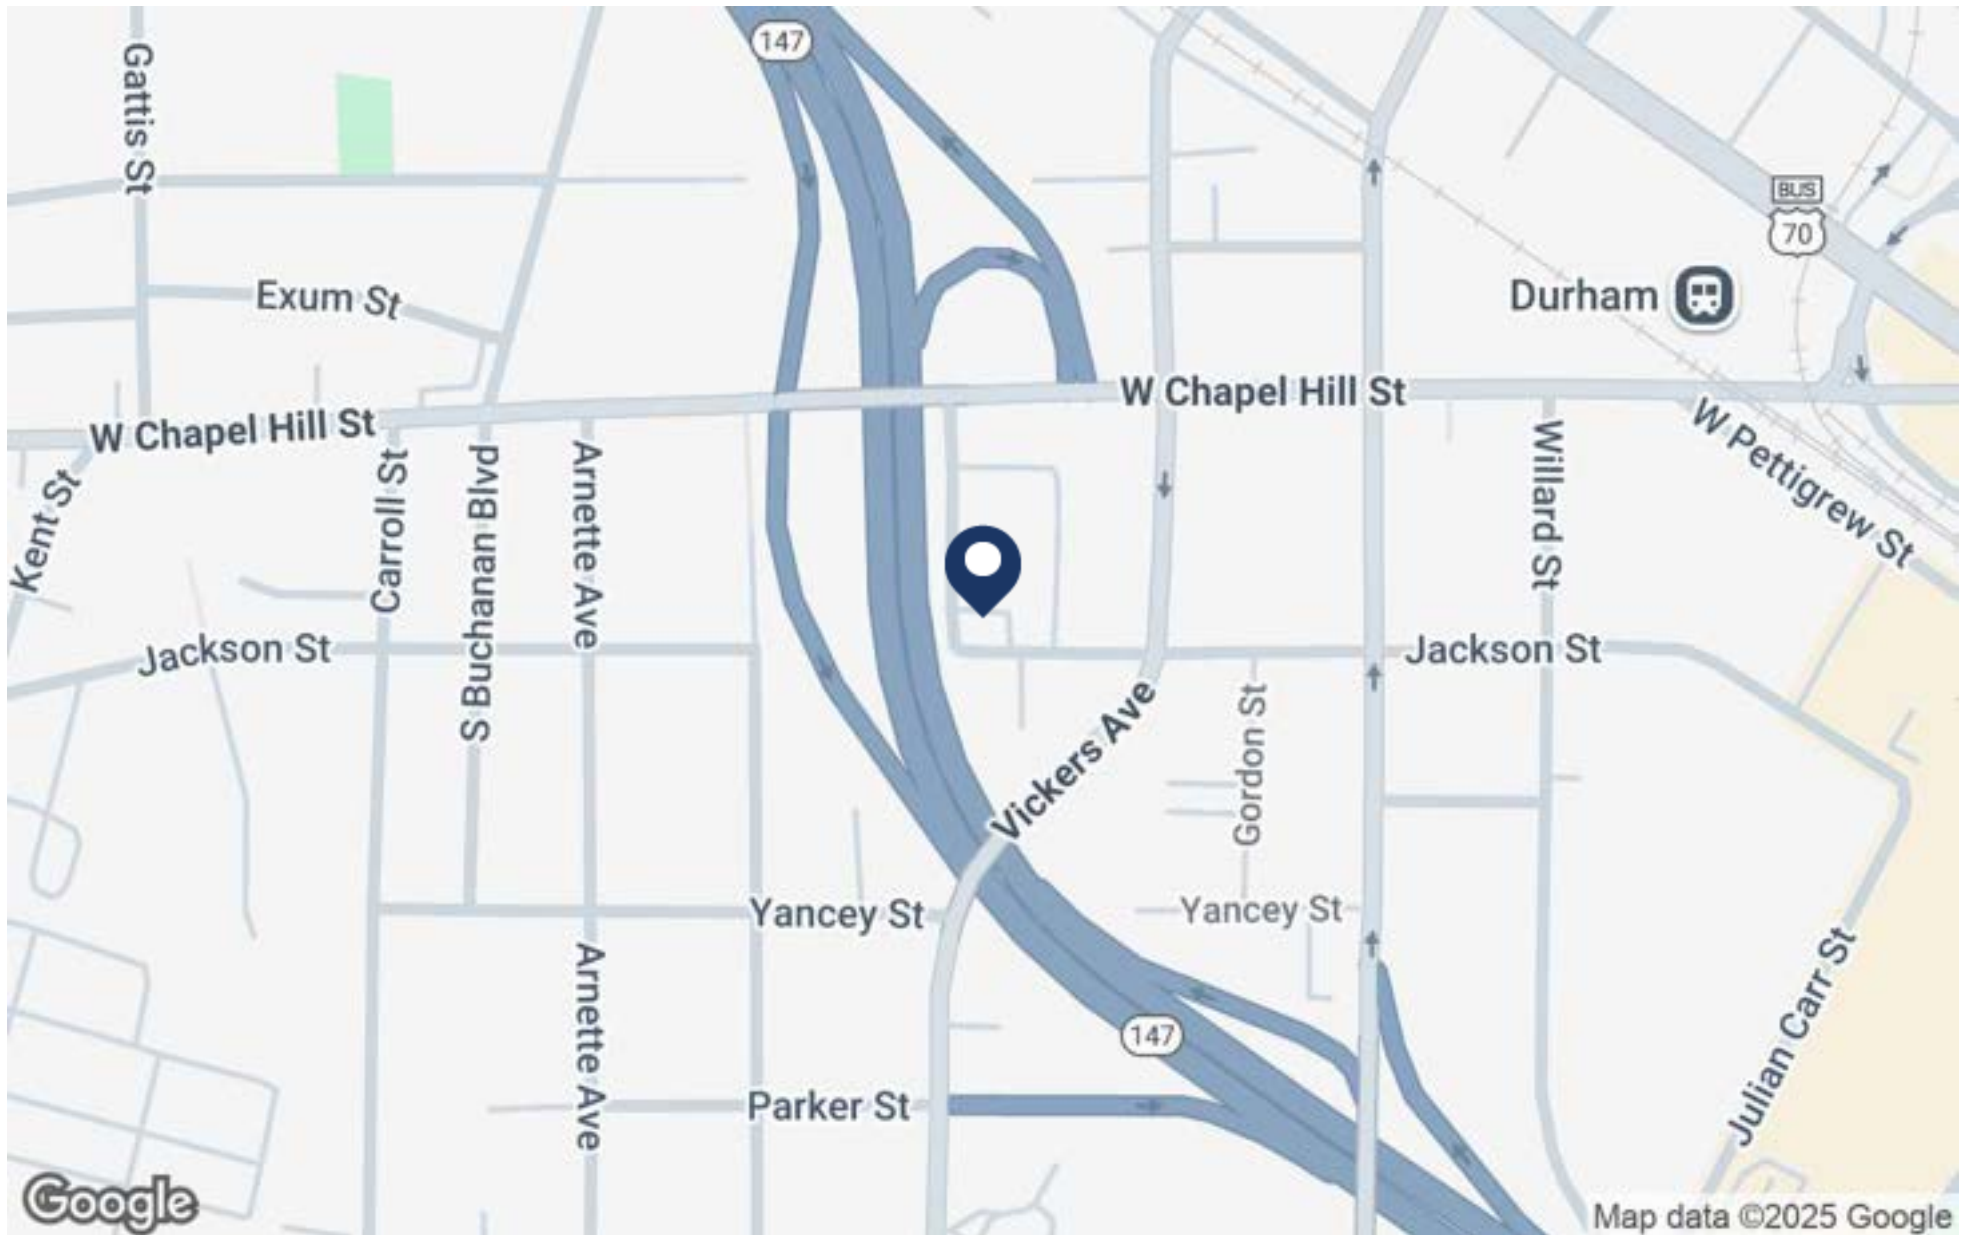 147
Gattis St
BUS
70
Exum St
Durham
W Chapel Hill St
W Chapel Hill St
W Pettigrew St
Kent St
Carroll St
S Buchanan Blvd
Arnette Ave
Willard St
Jackson St
Jackson St
Gordon St
Vickers Ave
Yancey St
Yancey St
Arnette Ave
147
Julian Carr St
Parker St
Google
Map data ©2025 Google